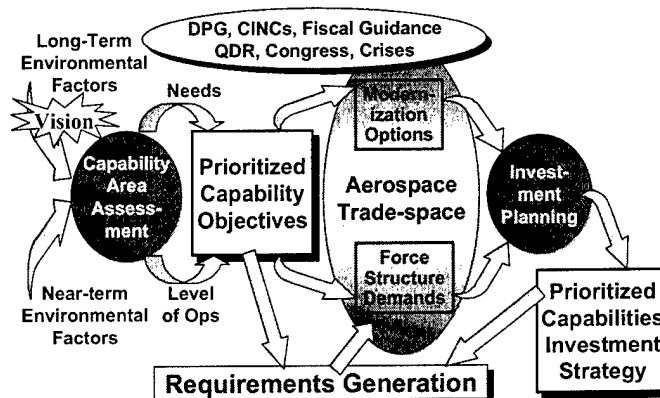 DPG, CINCs, Fiscal Guidance
QDR, Congress, Crises
Long-Term
Environmental
Factors
Vision
Needs
Capability
Area
Assess-
ment
Near-term
Environmental
Factors
Level
of Ops
Prioritized
Capability
Objectives
Modern-
ization
Options
Aerospace
Trade-space
Force
Structure
Demands
Invest-
ment
Planning
Prioritized
Capabilities
Investment
Strategy
Requirements Generation